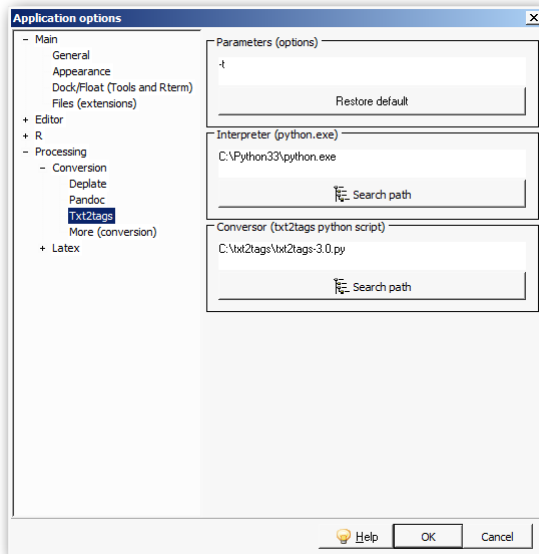 Application options
Main
General
Appearance
Dock/Float (Tools and Rterm)
Files (extensions)
Editor
R
Processing
Conversion
Deplate
Pandoc
Txt2tags
More (conversion)
Latex
Parameters (options)
-t
Restore default
Interpreter (python.exe)
C:\Python33\python.exe
Search path
Conversor (txt2tags python script)
C:\txt2tags\txt2tags-3.0.py
Search path
Help
OK
Cancel